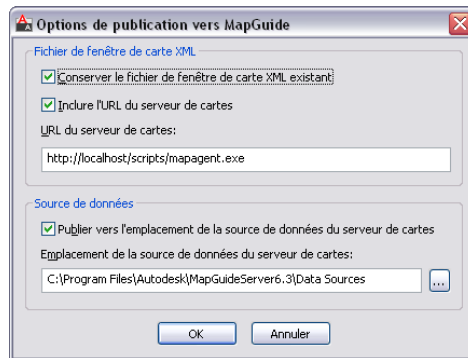 Options de publication vers MapGuide
Fichier de fenêtre de carte XML
Conserver le fichier de fenêtre de carte XML existant
Inclure l'URL du serveur de cartes
URL du serveur de cartes:
http://localhost/scripts/mapagent.exe
Source de données
Publier vers l'emplacement de la source de données du serveur de cartes
Emplacement de la source de données du serveur de cartes:
C:\Program Files\Autodesk\MapGuideServer6.3\Data Sources
...
OK
Annuler